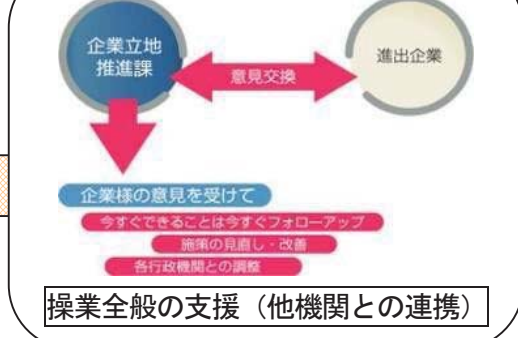 企業立地
推進課
意見交換
進出企業
企業様の意見を受けて
今すぐできることは今すぐフォローアップ
施策の見直し・改善
各行政機関との調整
操業全般の支援（他機関との連携）